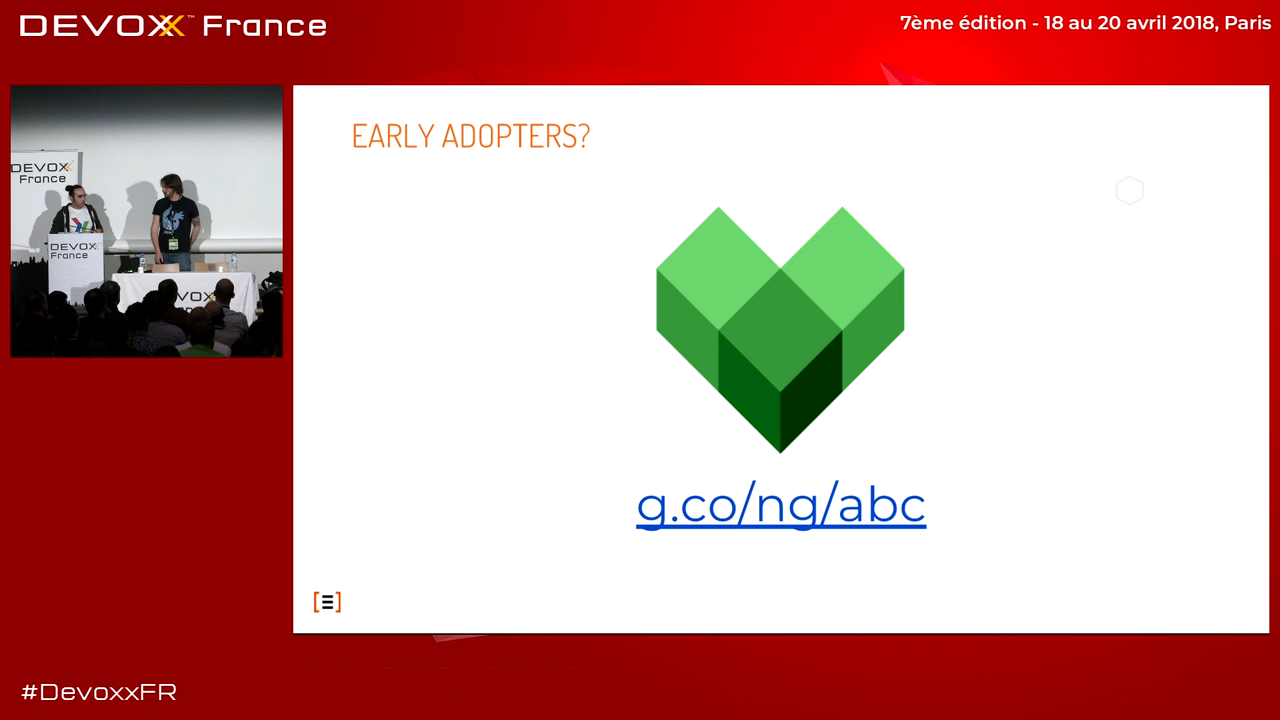 DEVOXX™ France
7ème édition - 18 au 20 avril 2018, Paris
DEVOXX
France
DEVOXX
France
EARLY ADOPTERS?
g.co/ng/abc
#DevoxxFR